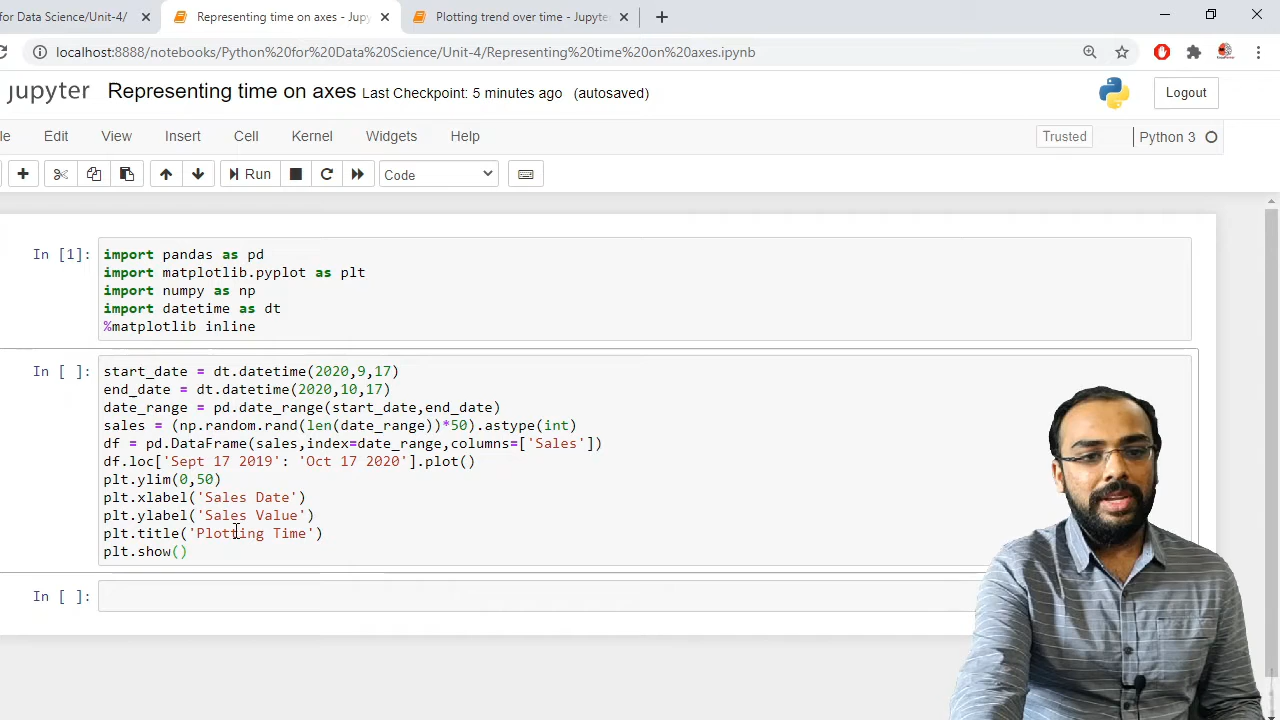 for Data Science/Unit-4/ Representing time on axes - Jupy Plotting trend over time - Jupyte
localhost:8888/notebooks/Python%20for%20Data%20Science/Unit-4/Representing%20time%20on%20axes.ipynb
jupyter Representing time on axes Last Checkpoint: 5 minutes ago (autosaved) Logout
le Edit View Insert Cell Kernel Widgets Help Trusted Python 3
Run Code
In [1]: import pandas as pd
import matplotlib.pyplot as plt
import numpy as np
import datetime as dt
%matplotlib inline
In [ ]: start_date = dt.datetime(2020,9,17)
end_date = dt.datetime(2020,10,17)
date_range = pd.date_range(start_date,end_date)
sales = (np.random.rand(len(date_range))*50).astype(int)
df = pd.DataFrame(sales,index=date_range,columns=['Sales'])
df.loc['Sept 17 2019': 'Oct 17 2020'].plot()
plt.ylim(0,50)
plt.xlabel('Sales Date')
plt.ylabel('Sales Value')
plt.title('Plotting Time')
plt.show()
In [ ]: